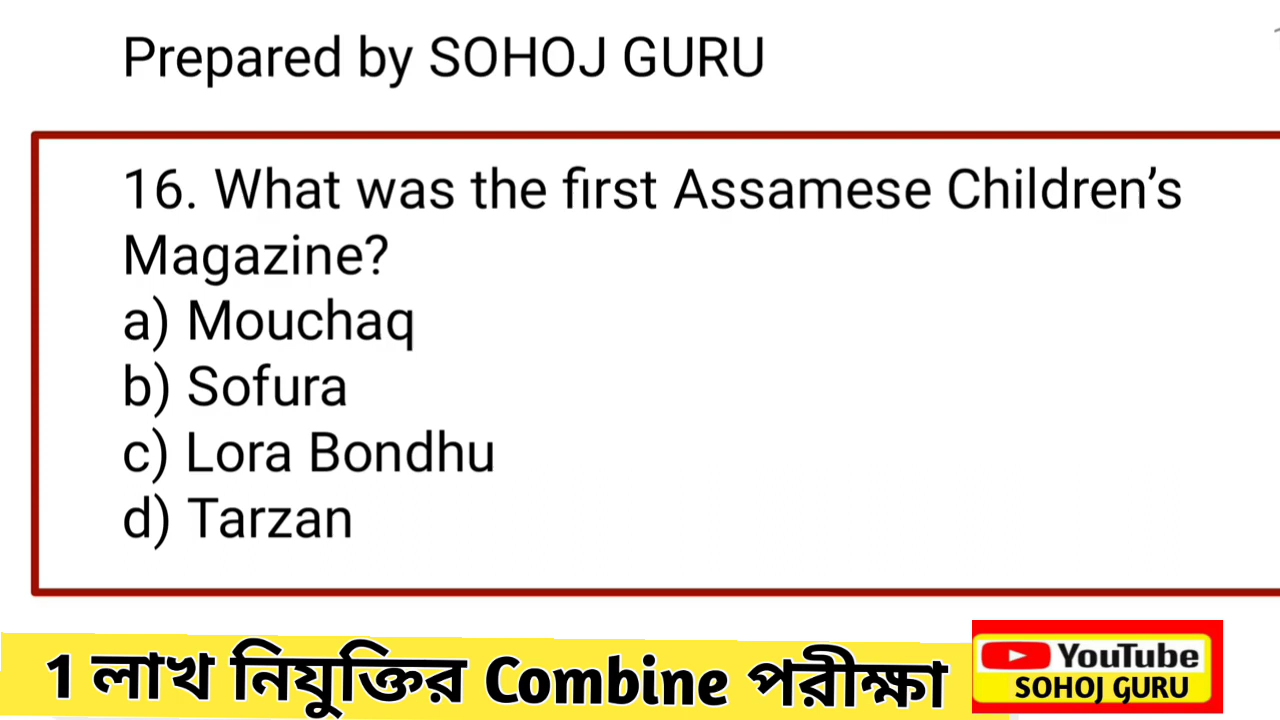 Prepared by SOHOJ GURU
16. What was the first Assamese Children’s
Magazine?
a) Mouchaq
b) Sofura
c) Lora Bondhu
d) Tarzan
1 লাখ নিযুক্তির Combine পৰীক্ষা
YouTube
SOHOJ GURU